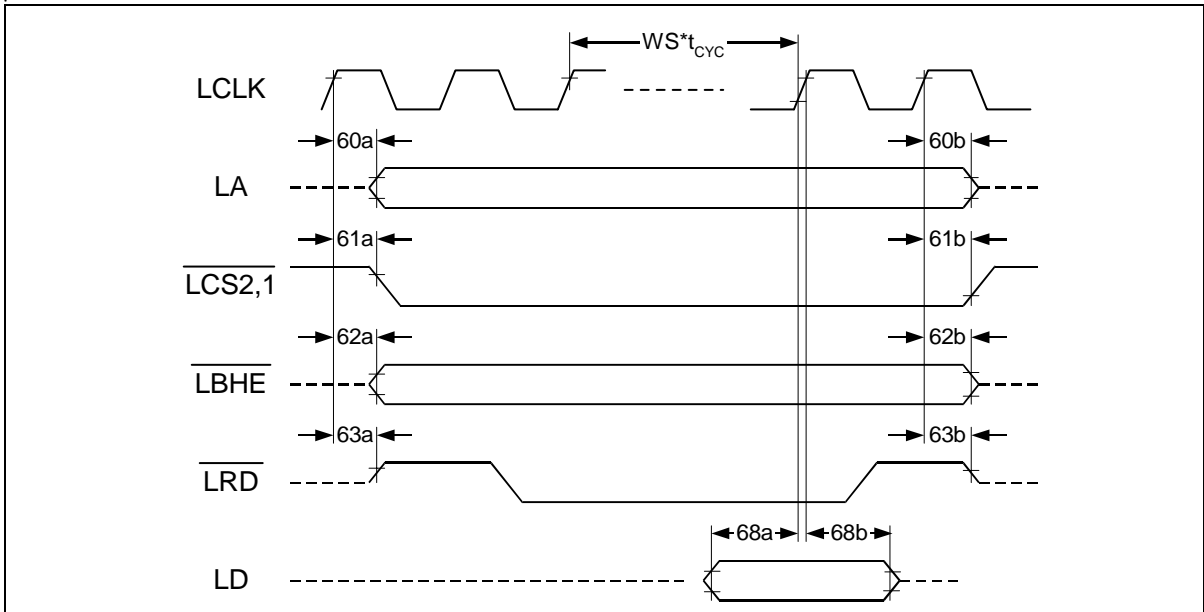 WS*tCYC
LCLK
60a 60b
LA
61a 61b
LCS2,1
62a 62b
LBHE
63a 63b
LRD
68a 68b
LD